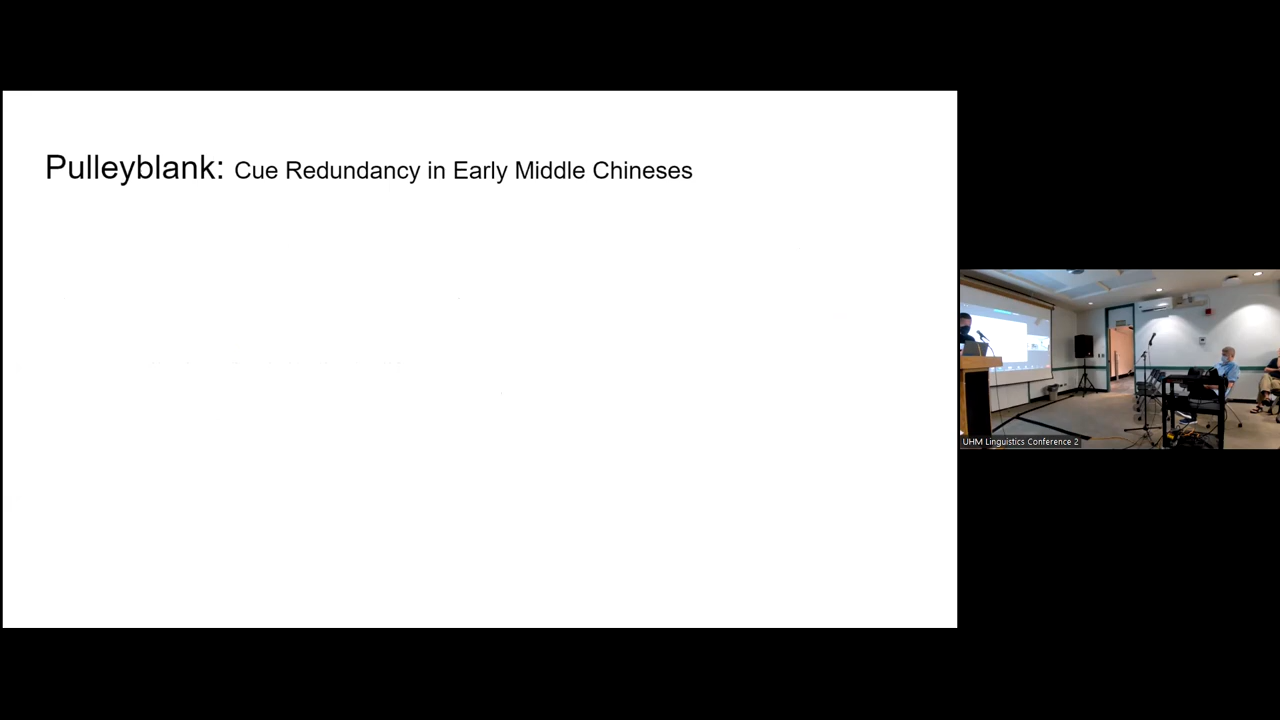 Pulleyblank: Cue Redundancy in Early Middle Chineses
UHM Linguistics Conference 2